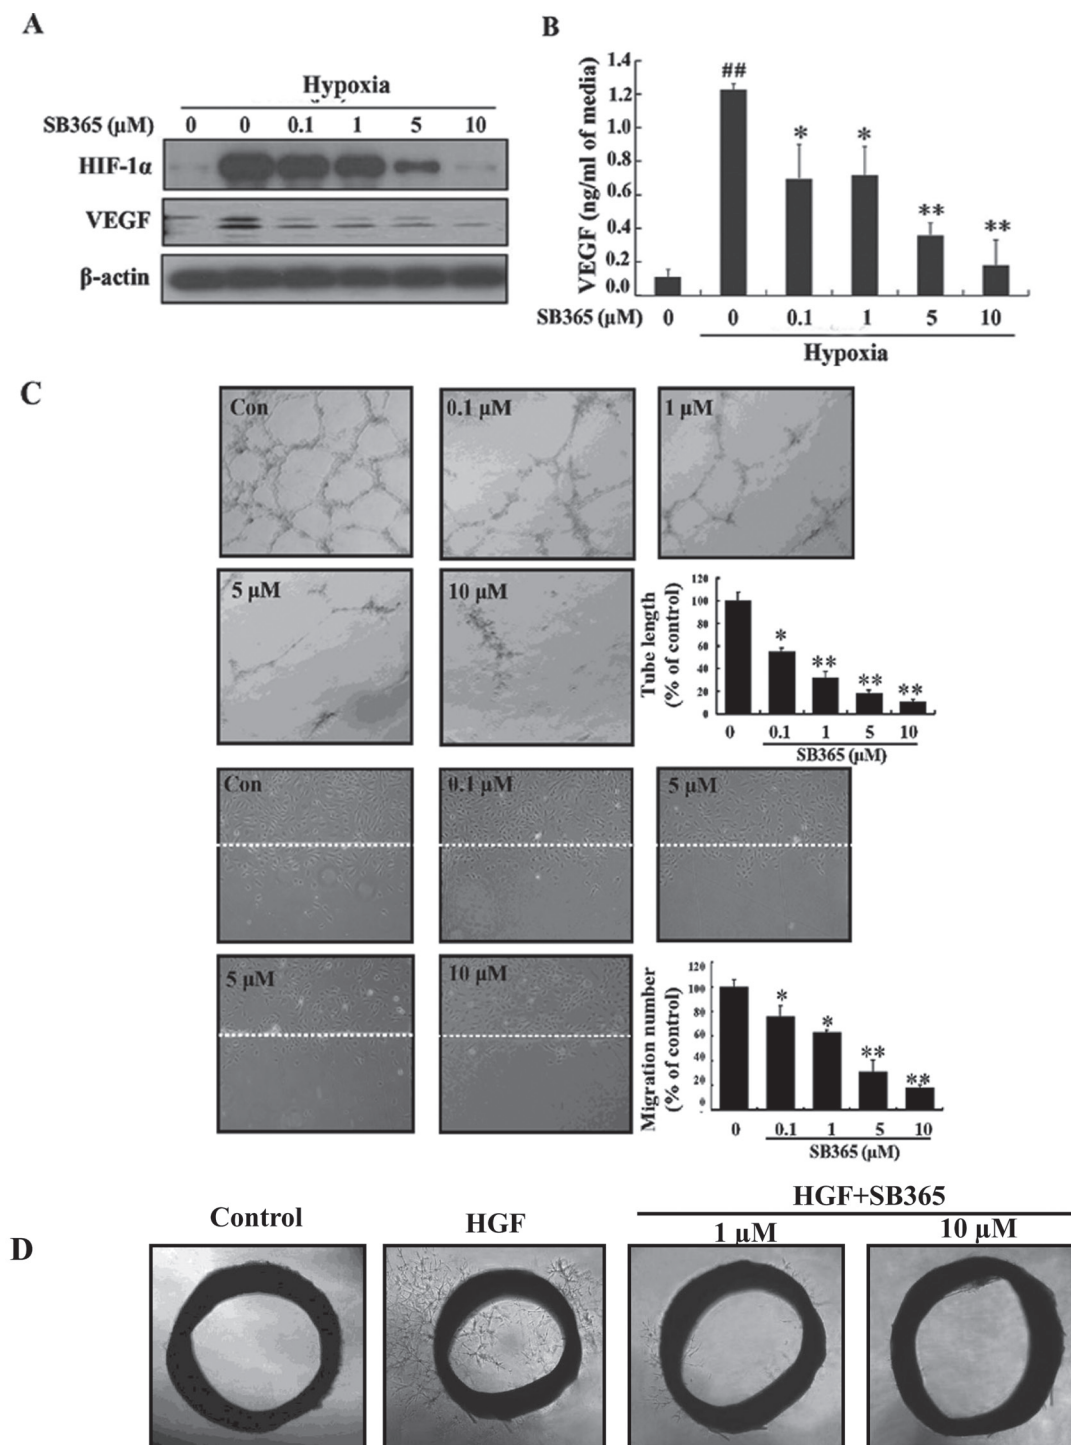 A
Hypoxia
SB365 (μM) 0 0 0.1 1 5 10
HIF-1α
VEGF
β-actin
B
VEGF (ng/ml of media)
1.4
1.2
1.0
0.8
0.6
0.4
0.2
0.0
##
*
*
**
**
SB365 (μM) 0 0 0.1 1 5 10
Hypoxia
C
Con
0.1 μM
1 μM
5 μM
10 μM
Tube length
(% of control)
120
100
80
60
40
20
0
*
**
**
**
0 0.1 1 5 10
SB365 (μM)
Con
0.1 μM
5 μM
5 μM
10 μM
Migration number
(% of control)
120
100
80
60
40
20
0
*
*
**
**
0 0.1 1 5 10
SB365 (μM)
D
Control
HGF
HGF+SB365
1 μM
10 μM